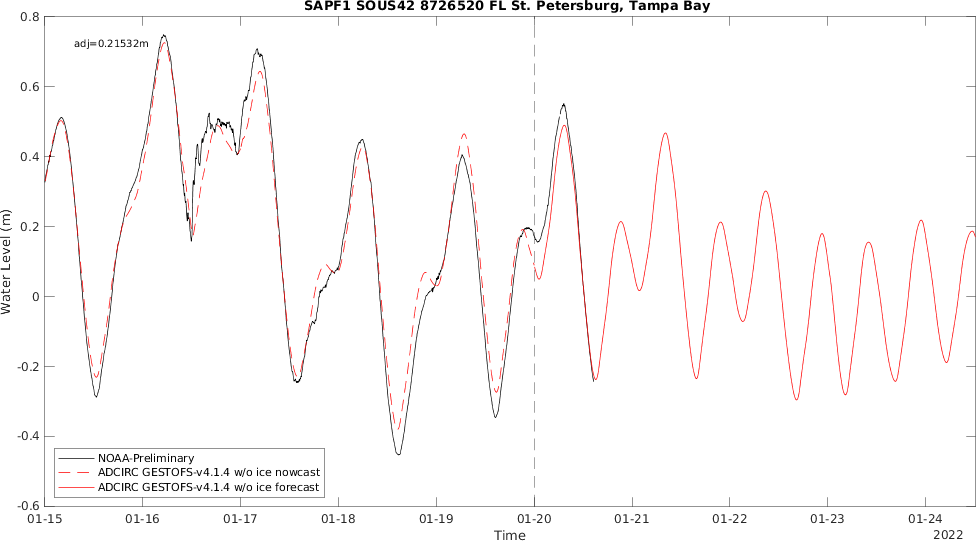 SAPF1 SOUS42 8726520 FL St. Petersburg, Tampa Bay
adj=0.21532m
0.8
0.6
0.4
0.2
0
-0.2
-0.4
-0.6
Water Level (m)
NOAA-Preliminary
ADCIRC GESTOFS-v4.1.4 w/o ice nowcast
ADCIRC GESTOFS-v4.1.4 w/o ice forecast
01-15 01-16 01-17 01-18 01-19 01-20 01-21 01-22 01-23 01-24
Time
2022